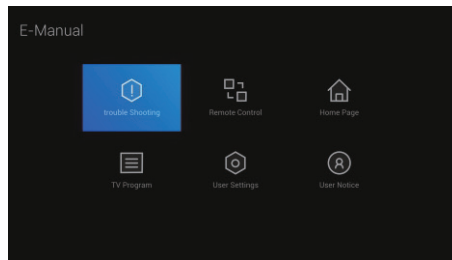 E-Manual
trouble Shooting
Remote Control
Home Page
TV Program
User Settings
User Notice